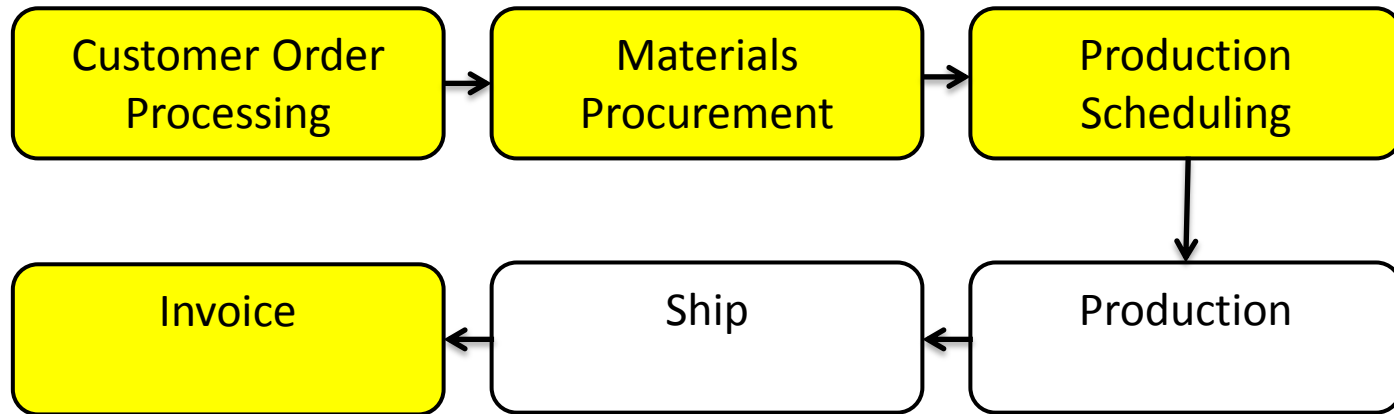 Customer Order
Processing
Materials
Procurement
Production
Scheduling
Invoice
Ship
Production